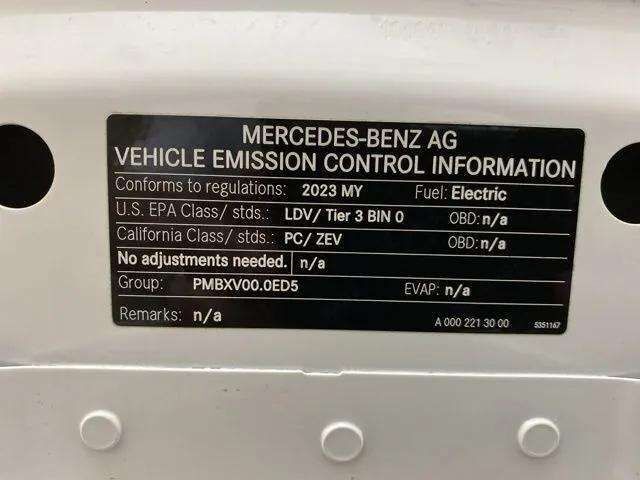 MERCEDES-BENZ AG
VEHICLE EMISSION CONTROL INFORMATION
Conforms to regulations: 2023 MY Fuel: Electric
U.S. EPA Class/ stds.: LDV/ Tier 3 BIN 0 OBD: n/a
California Class/ stds.: PC/ ZEV OBD: n/a
No adjustments needed. n/a
Group: PMBXV00.0ED5 EVAP: n/a
Remarks: n/a A 000 221 30 00 5351167